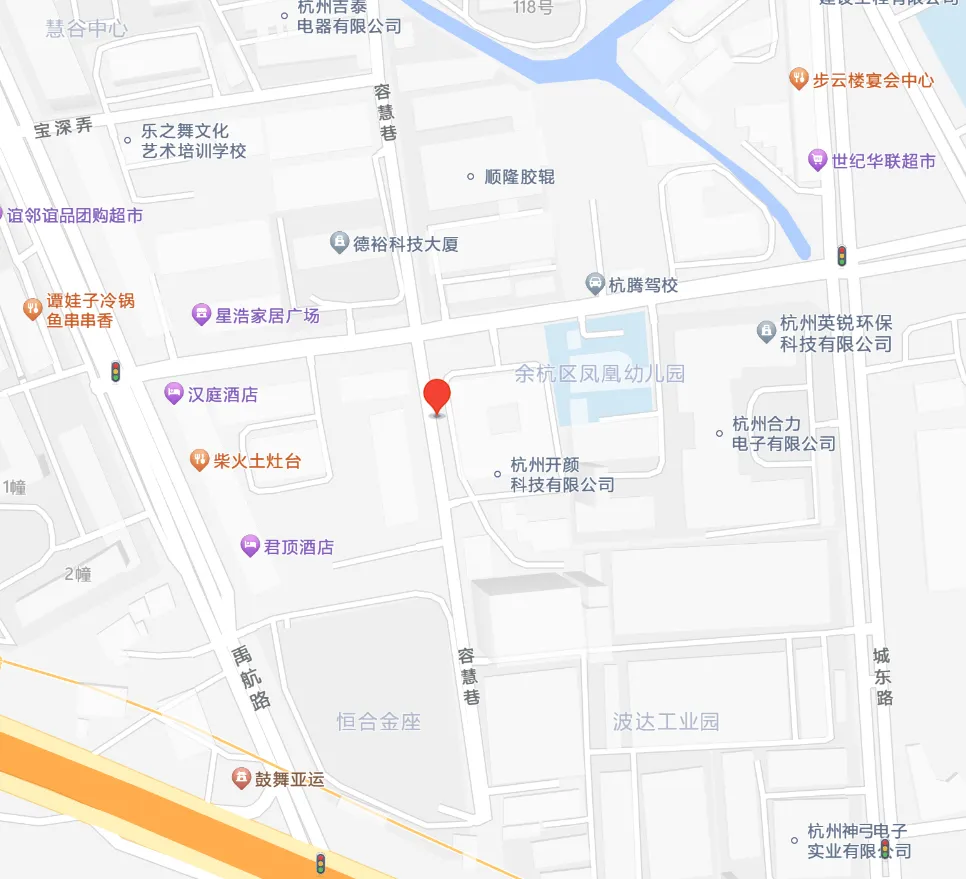 杭州吉泰
电器有限公司
118号
慧谷中心
步云楼宴会中心
容慧巷
宝深弄
乐之舞文化
艺术培训学校
世纪华联超市
顺隆胶辊
谊邻谊品团购超市
德裕科技大厦
杭腾驾校
谭娃子冷锅
鱼串串香
星浩家居广场
杭州英锐环保
科技有限公司
余杭区凤凰幼儿园
汉庭酒店
杭州合力
电子有限公司
柴火土灶台
杭州开颜
科技有限公司
1幢
君顶酒店
2幢
禹航路
容慧巷
城东路
恒合金座
波达工业园
鼓舞亚运
杭州神弓电子
实业有限公司